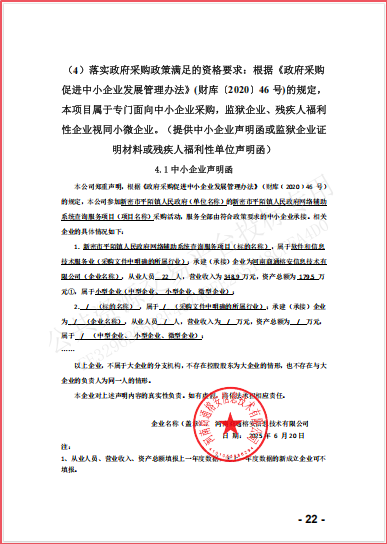 （4）落实政府采购政策满足的资格要求：根据《政府采购
促进中小企业发展管理办法》(财库〔2020〕46 号)的规定，
本项目属于专门面向中小企业采购，监狱企业、残疾人福利
性企业视同小微企业。（提供中小企业声明函或监狱企业证
明材料或残疾人福利性单位声明函）
4.1 中小企业声明函
本公司郑重声明，根据《政府采购促进中小企业发展管理办法》（财库﹝2020﹞46 号）
的规定，本公司参加新密市平陌镇人民政府(单位名称)的新密市平陌镇人民政府网络辅助
系统查询服务项目（项目名称）采购活动，服务全部由符合政策要求的中小企业承接。相关
企业的具体情况如下：
1．新密市平陌镇人民政府网络辅助系统查询服务项目（标的名称），属于软件和信息
技术服务业（采购文件中明确的所属行业）；承建（承接）企业为河南鼎通格安信息技术有
限公司（企业名称），从业人员 22 人，营业收入为 348.9 万元，资产总额为 179.5 万
元①，属于小型企业（中型企业、小型企业、微型企业）；
2． / （标的名称），属于 / （采购文件中明确的所属行业）；承建（承接）企业
为 / （企业名称），从业人员 / 人，营业收入为 / 万元，资产总额为 / 万元，
属于 / （中型企业、小型企业、微型企业）；
……
以上企业，不属于大企业的分支机构，不存在控股股东为大企业的情形，也不存在与大
企业的负责人为同一人的情形。
本企业对上述声明内容的真实性负责。如有虚假，将依法承担相应责任。
企业名称（盖章）： 河南鼎通格安信息技术有限公司
日 期：2025 年 6 月 20 日
注：
1、从业人员、营业收入、资产总额填报上一年度数据，无上一年度数据的新成立企业可不
填报。
- 22 -